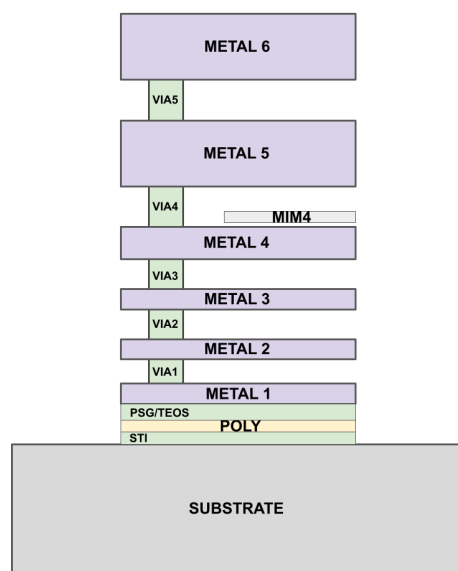 METAL 6
VIA5
METAL 5
VIA4
MIM4
METAL 4
VIA3
METAL 3
VIA2
METAL 2
VIA1
METAL 1
PSG/TEOS
POLY
STI
SUBSTRATE